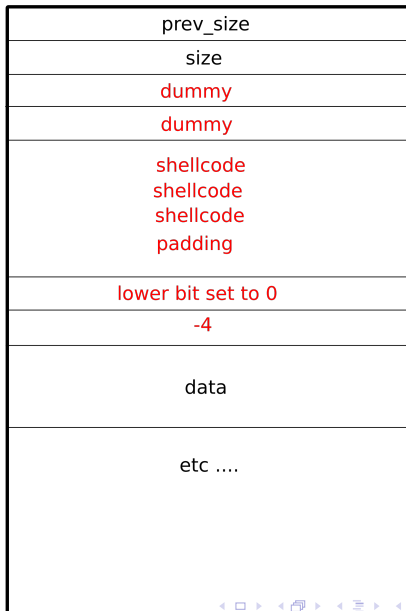 prev_size
size
dummy
dummy
shellcode
shellcode
shellcode
padding
lower bit set to 0
-4
data
etc ....